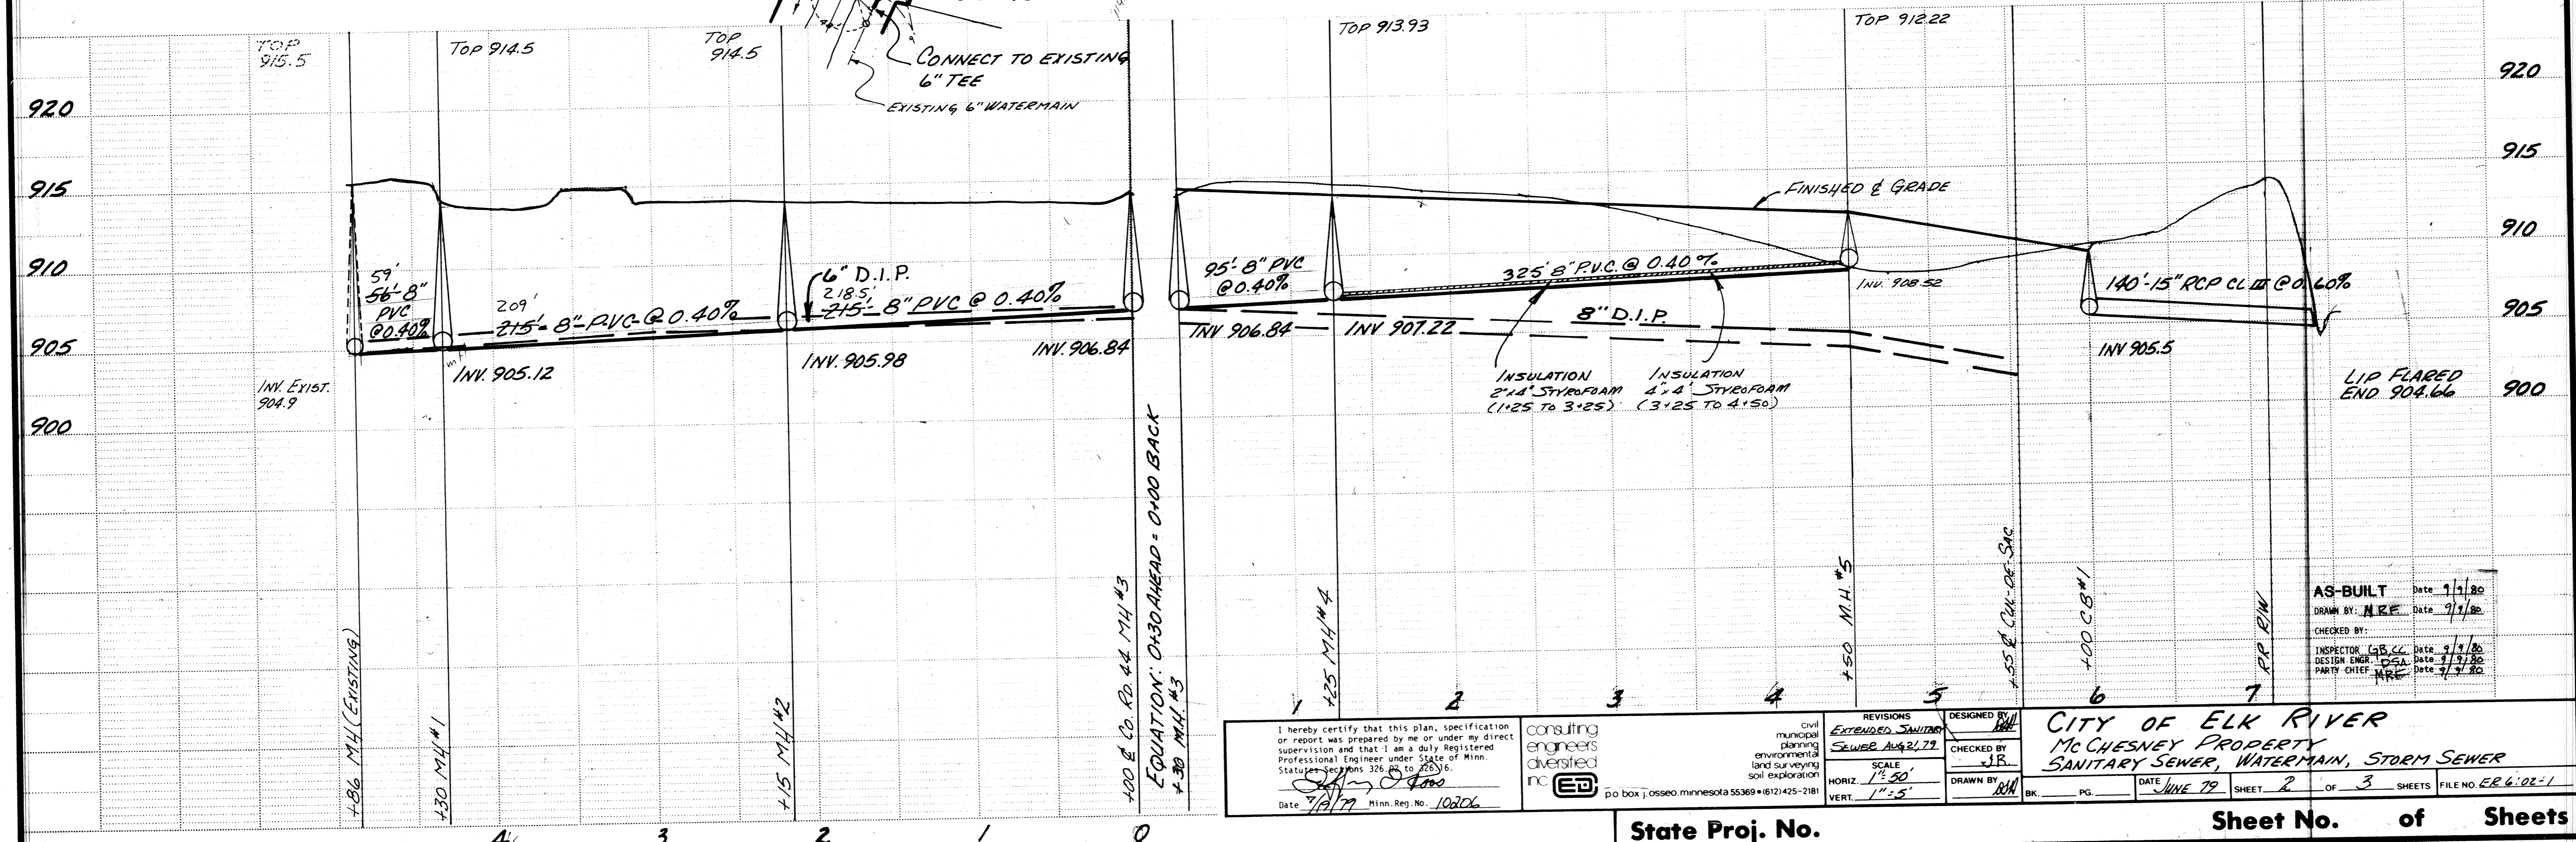 TOP
915.5
TOP 914.5
TOP
914.5
CONNECT TO EXISTING
6" TEE
EXISTING 6" WATERMAIN
TOP 913.93
TOP 912.22
920
915
910
905
900
920
915
910
905
900
FINISHED ₵ GRADE
59'
56'-8"
PVC
@0.40%
209'
215'-8" P.V.C. @ 0.40%
6" D.I.P.
218.5'
215'-8" PVC @ 0.40%
95'-8" PVC
@ 0.40%
325' 8" P.V.C. @ 0.40%
INV. 908.52
140'-15" RCP CL III @ 0.60%
8" D.I.P.
INV. EXIST.
904.9
INV. 905.12
INV. 905.98
INV. 906.84
INV 906.84
INV 907.22
INV 905.5
INSULATION
2"x4' STYROFOAM
(1+25 TO 3+25)
INSULATION
4"x4' STYROFOAM
(3+25 TO 4+50)
LIP FLARED
END 904.66
+86 MH (EXISTING)
+30 MH #1
+15 MH #2
+00 ₵ CO. RD. 44 MH #3
EQUATION: 0+30 AHEAD = 0+00 BACK
+30 MH. #3
+25 MH #4
+50 M.H. #5
+55 ₵ CUL-DE-SAC
+00 CB #1
RR R/W
4
3
2
1
0
1
2
3
4
5
6
7
AS-BUILT Date 9/9/80
DRAWN BY: MRE Date 9/9/80
CHECKED BY:
INSPECTOR GB,CC Date 9/9/80
DESIGN ENGR. DSA Date 9/9/80
PARTY CHIEF MRE Date 9/9/80
I hereby certify that this plan, specification
or report was prepared by me or under my direct
supervision and that I am a duly Registered
Professional Engineer under State of Minn.
Statutes Sections 326.02 to 326.16.
Date Minn.Reg.No. 10206
consulting
engineers
diversified
inc
civil
municipal
planning
environmental
land surveying
soil exploration
p o box j, osseo, minnesota 55369 • (612) 425-2181
REVISIONS
EXTENDED SANITARY
SEWER AUG 21, 79
SCALE
HORIZ. 1"=50'
VERT. 1"=5'
DESIGNED BY
CHECKED BY
J.R.
DRAWN BY
CITY OF ELK RIVER
MCCHESNEY PROPERTY
SANITARY SEWER, WATERMAIN, STORM SEWER
BK. PG. DATE JUNE 79 SHEET 2 OF 3 SHEETS FILE NO. ER 6:02-1
State Proj. No.
Sheet No. of Sheets